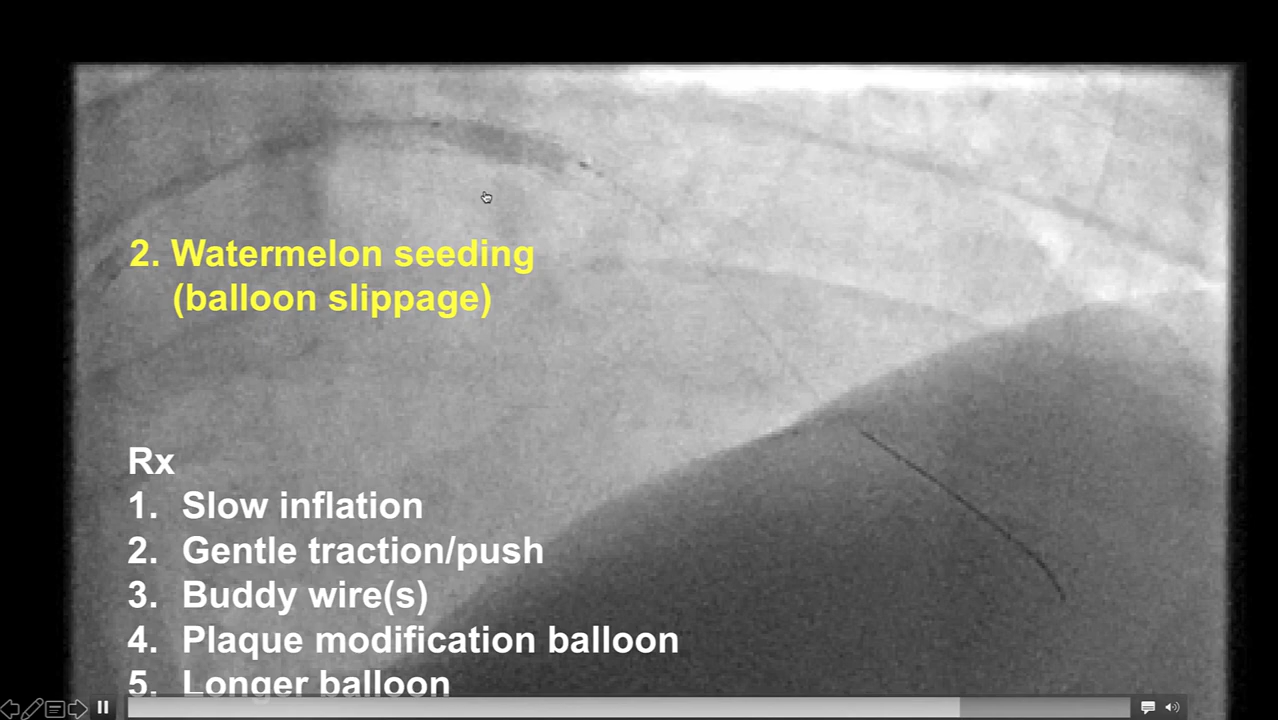 2. Watermelon seeding
(balloon slippage)
Rx
1. Slow inflation
2. Gentle traction/push
3. Buddy wire(s)
4. Plaque modification balloon
5. Longer balloon